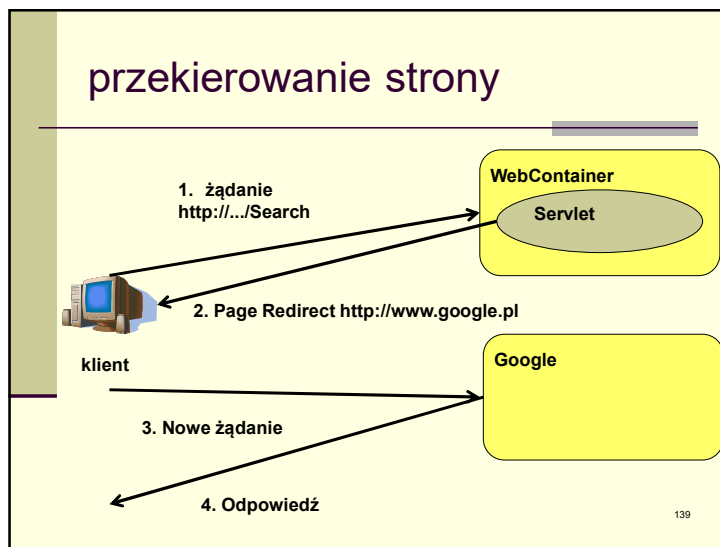 przekierowanie strony
1. żądanie
http://.../Search
WebContainer
Servlet
2. Page Redirect http://www.google.pl
klient
Google
3. Nowe żądanie
4. Odpowiedź
139